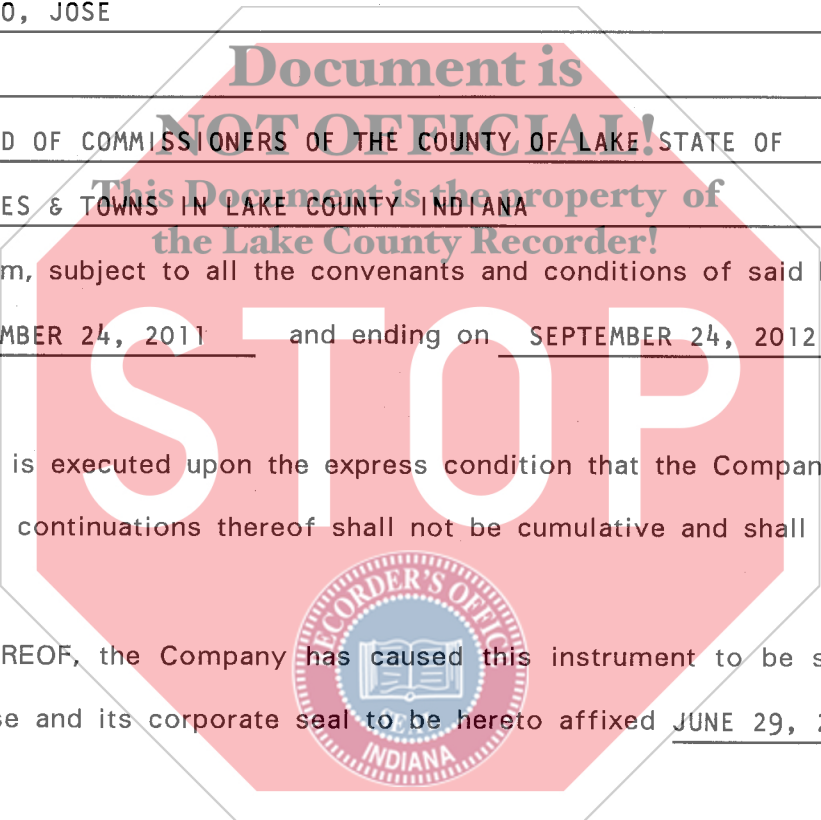 O, JOSE
Document is
NOT OFFICIAL!
D OF COMMISSIONERS OF THE COUNTY OF LAKE STATE OF
This Document is the property of
ES & TOWNS IN LAKE COUNTY INDIANA
the Lake County Recorder!
m, subject to all the convenants and conditions of said
MBER 24, 2011 and ending on SEPTEMBER 24, 2012
STOP
is executed upon the express condition that the Compan
continuations thereof shall not be cumulative and shall
RECORDER'S OFFICE
REOF, the Company has caused this instrument to be s
se and its corporate seal to be hereto affixed JUNE 29, 2
SEAL
INDIANA